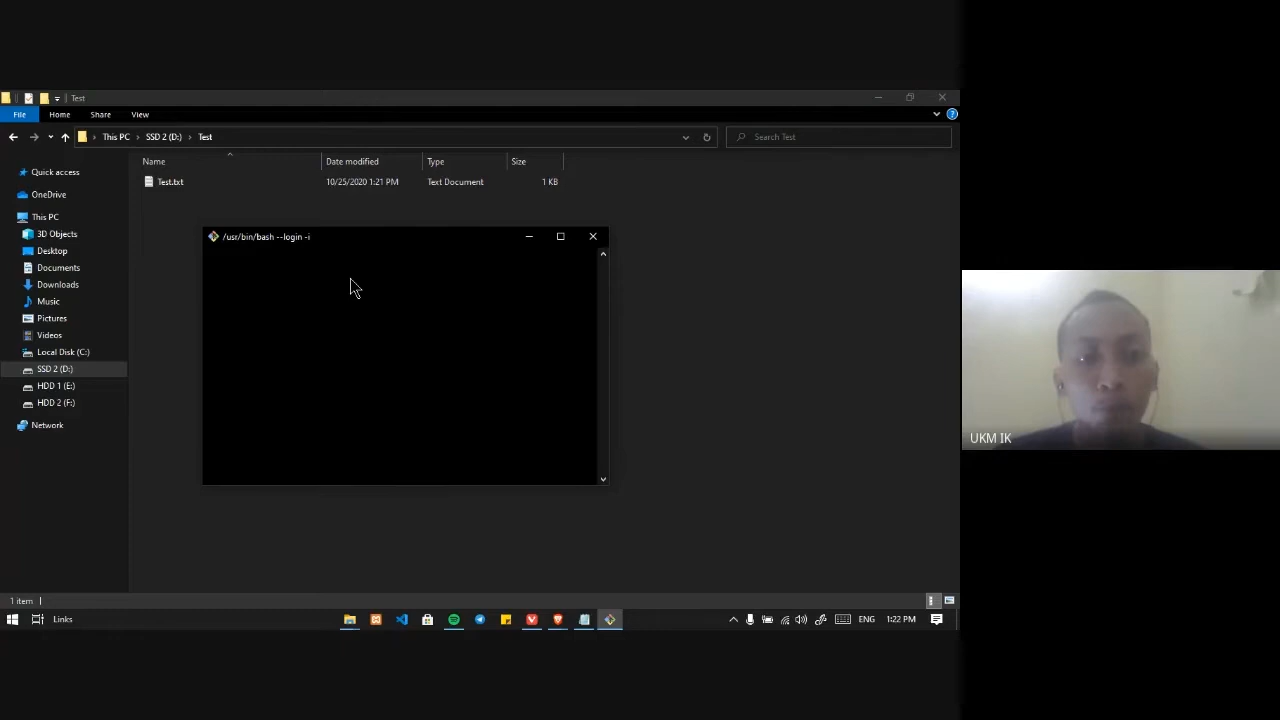 Test
File Home Share View
This PC SSD 2 (D:) Test Search Test
Name Date modified Type Size
Test.txt 10/25/2020 1:21 PM Text Document 1 KB
Quick access
OneDrive
This PC
3D Objects
Desktop
Documents
Downloads
Music
Pictures
Videos
Local Disk (C:)
SSD 2 (D:)
HDD 1 (E:)
HDD 2 (F:)
Network
/usr/bin/bash --login -i
1 item
Links ENG 1:22 PM
UKM IK